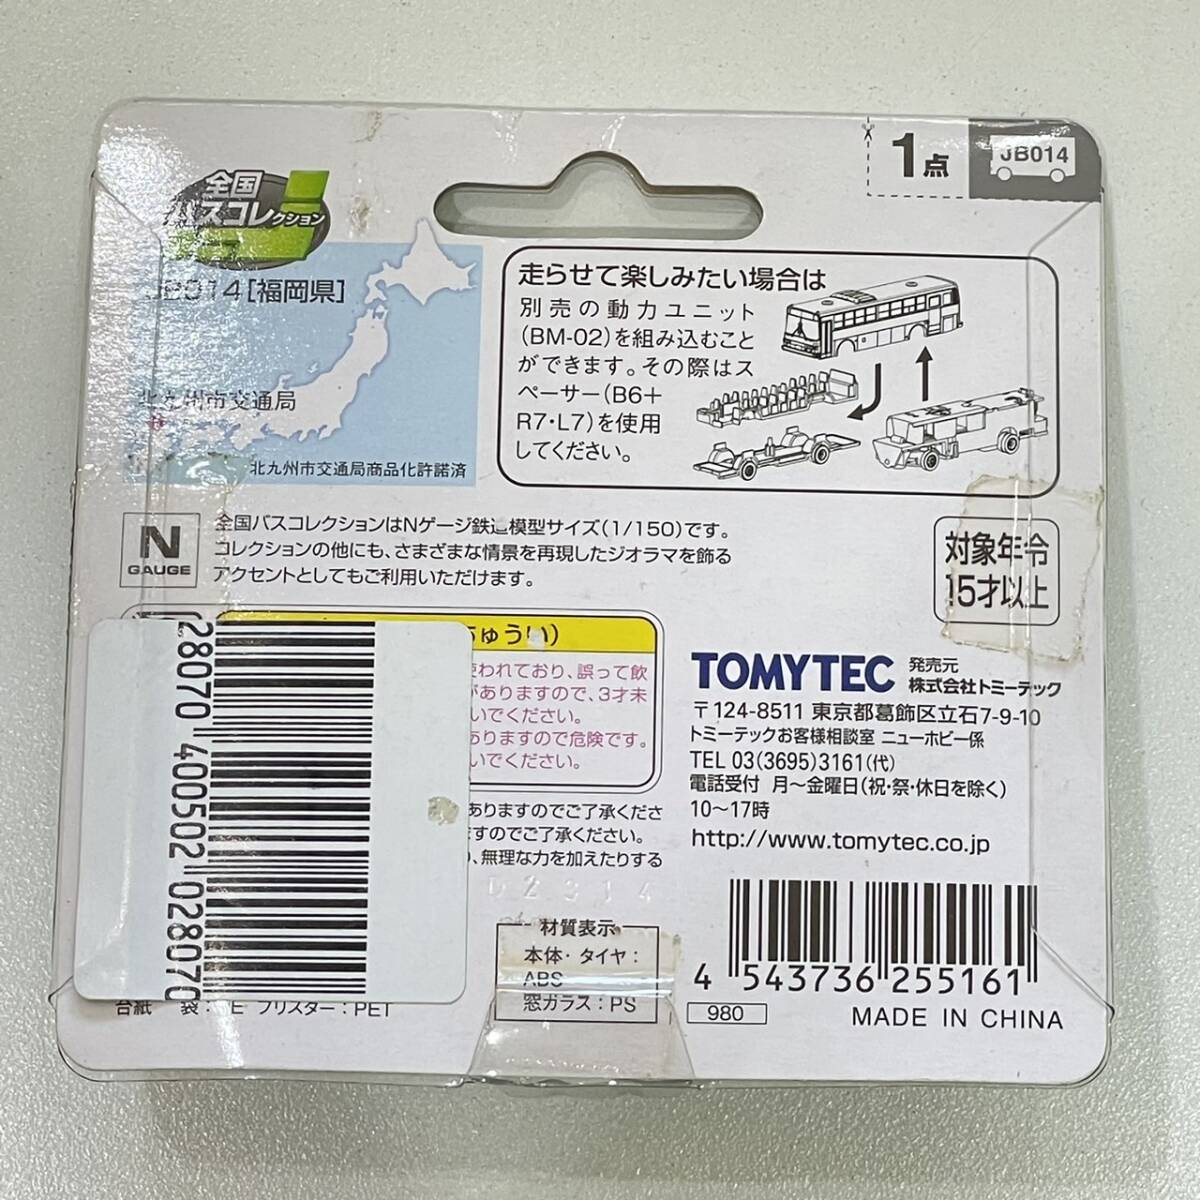 1点
JB014
全国
バスコレクション
JB014[福岡県]
北九州市交通局
北九州市交通局商品化許諾済
走らせて楽しみたい場合は
別売の動力ユニット
(BM-02)を組み込むこと
ができます。その際はス
ペーサー(B6+
R7・L7)を使用
してください。
N
GAUGE
全国バスコレクションはNゲージ鉄道模型サイズ(1/150)です。
コレクションの他にも、さまざまな情景を再現したジオラマを飾る
アクセントとしてもご利用いただけます。
対象年令
15才以上
ちゅうい)
使われており、誤って飲
がありますので、3才未
いでください。
ありますので危険です。
いでください。
ありますのでご了承くださ
ますのでご了承ください。
、無理な力を加えたりする
28070 400502 028070
TOMYTEC 発売元
株式会社トミーテック
〒124-8511 東京都葛飾区立石7-9-10
トミーテックお客様相談室 ニューホビー係
TEL 03(3695)3161(代)
電話受付 月~金曜日(祝・祭・休日を除く)
10~17時
http://www.tomytec.co.jp
D2314
材質表示
本体・タイヤ:
ABS
窓ガラス:PS
台紙 袋: E ブリスター:PET
4 543736 255161
980
MADE IN CHINA